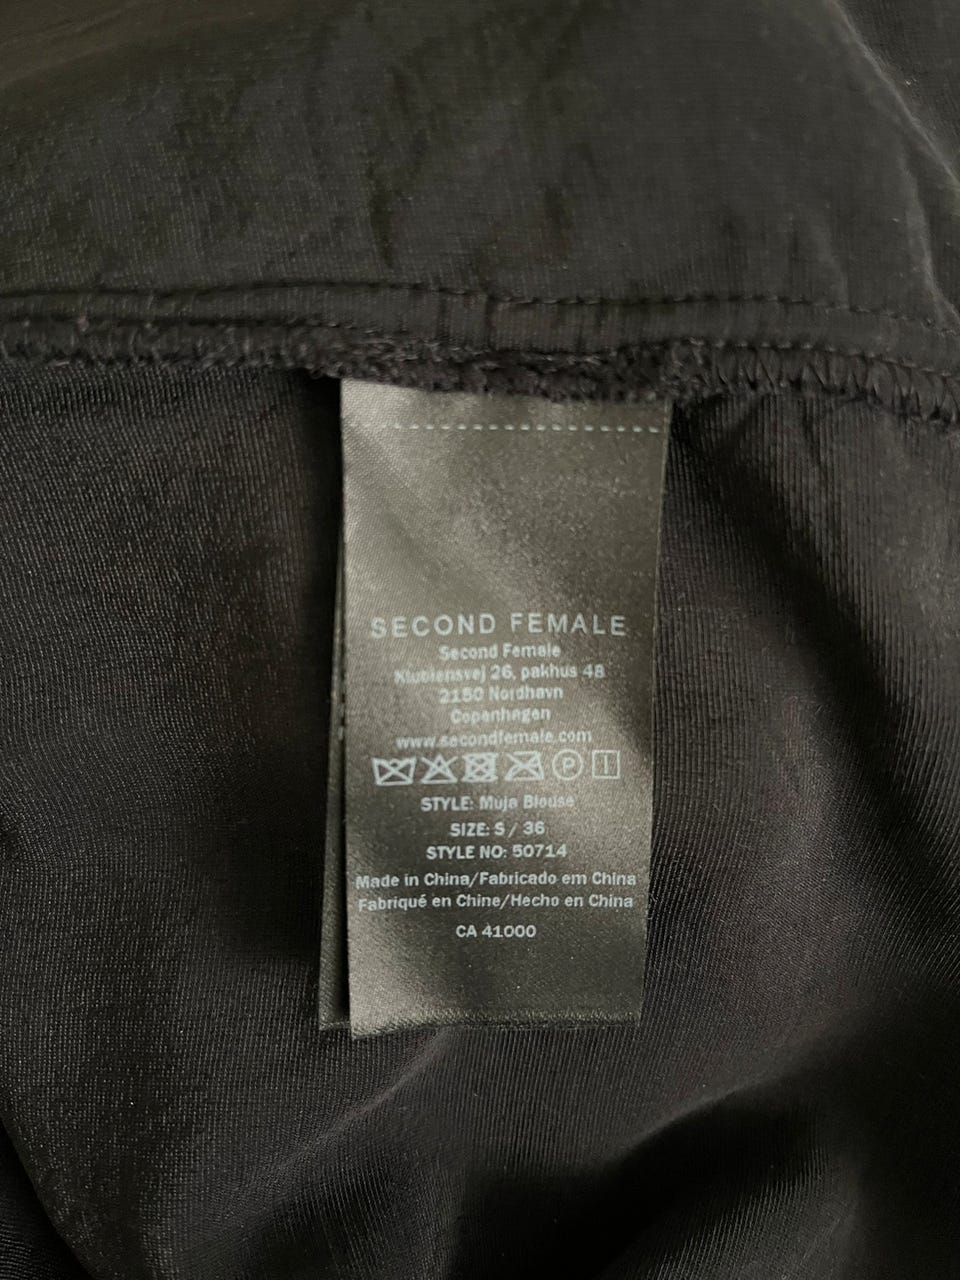 SECOND FEMALE
Second Female
Klubiensvej 26, pakhus 48
2150 Nordhavn
Copenhagen
www.secondfemale.com
P
STYLE: Muja Blouse
SIZE: S / 36
STYLE NO: 50714
Made in China/Fabricado em China
Fabriqué en Chine/Hecho en China
CA 41000